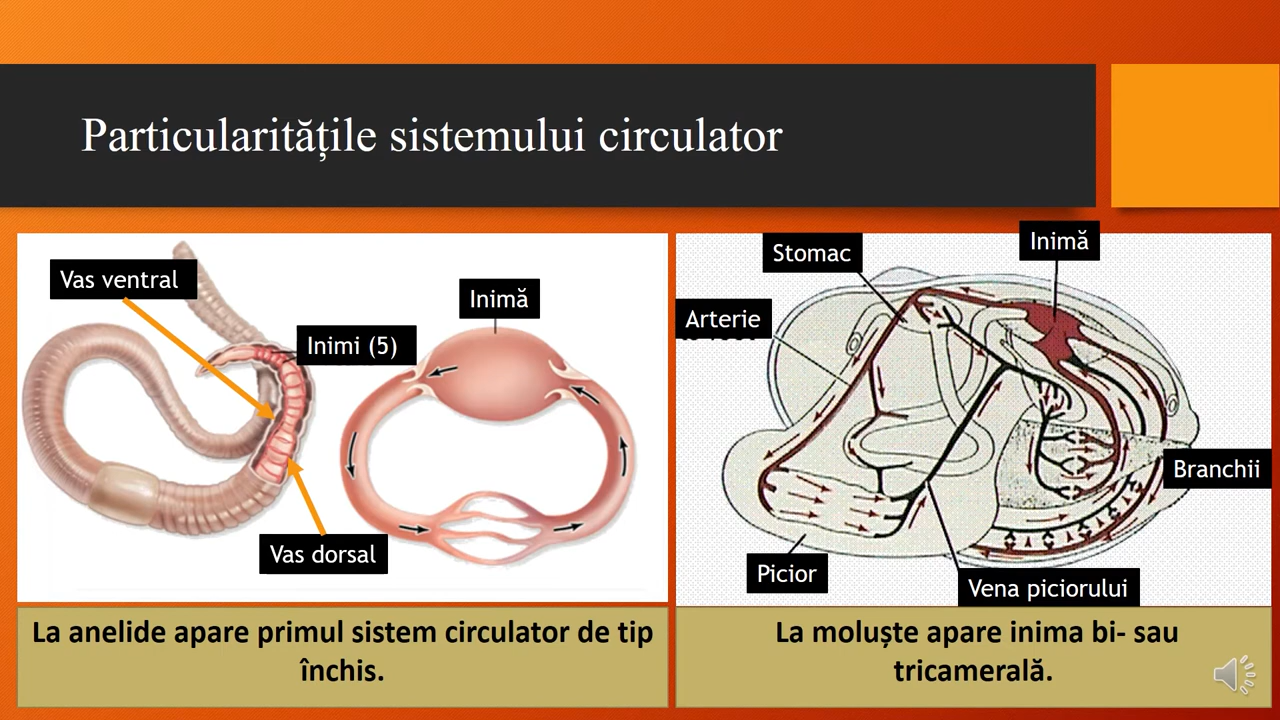 Particularitățile sistemului circulator
Vas ventral
Inimi (5)
Inimă
Vas dorsal
La anelide apare primul sistem circulator de tip
închis.
Stomac
Inimă
Arterie
Branchii
Picior
Vena piciorului
La moluște apare inima bi- sau
tricamerală.